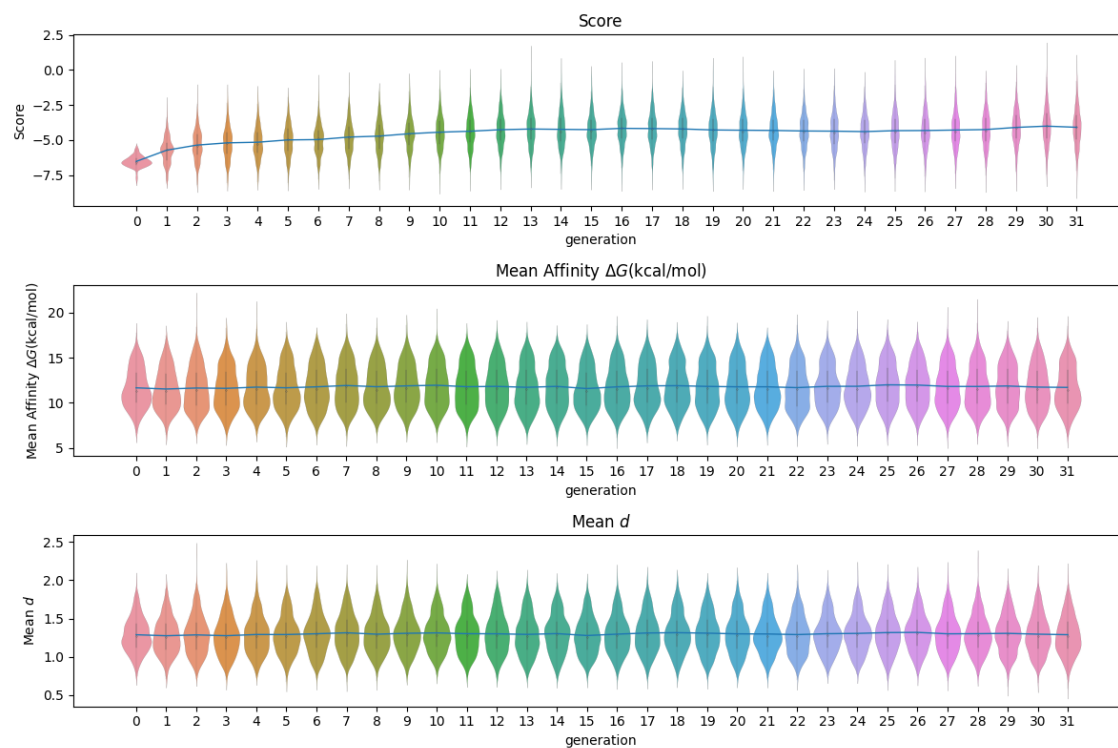 Score
Score
2.5
0.0
−2.5
−5.0
−7.5
0 1 2 3 4 5 6 7 8 9 10 11 12 13 14 15 16 17 18 19 20 21 22 23 24 25 26 27 28 29 30 31
generation
Mean Affinity ΔG(kcal/mol)
Mean Affinity ΔG(kcal/mol)
20
15
10
5
0 1 2 3 4 5 6 7 8 9 10 11 12 13 14 15 16 17 18 19 20 21 22 23 24 25 26 27 28 29 30 31
generation
Mean d
Mean d
2.5
2.0
1.5
1.0
0.5
0 1 2 3 4 5 6 7 8 9 10 11 12 13 14 15 16 17 18 19 20 21 22 23 24 25 26 27 28 29 30 31
generation